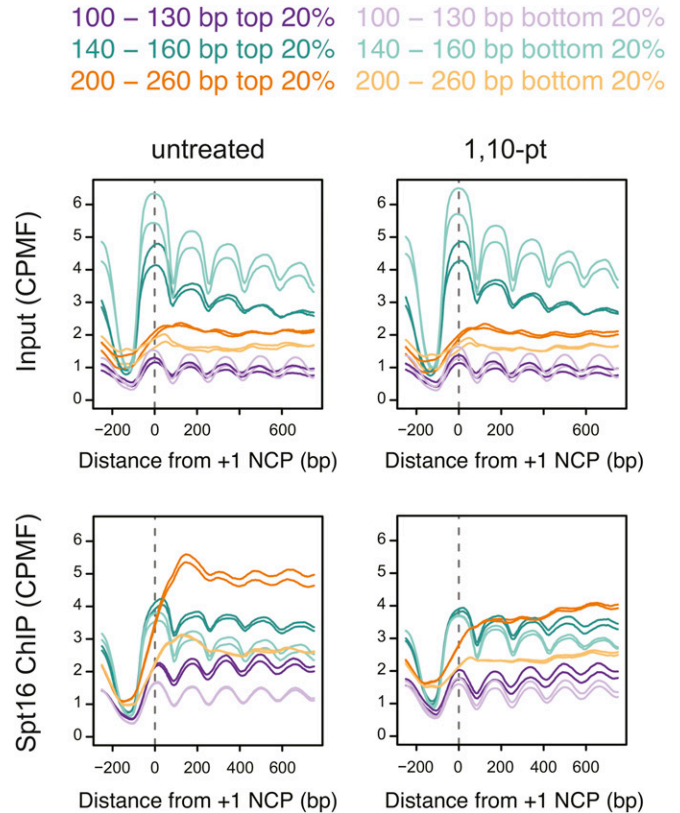 100 – 130 bp top 20% 100 – 130 bp bottom 20%
140 – 160 bp top 20% 140 – 160 bp bottom 20%
200 – 260 bp top 20% 200 – 260 bp bottom 20%
untreated 1,10-pt
Input (CPMF)
6 6
5 5
4 4
3 3
2 2
1 1
0 0
−200 0 200 600 −200 0 200 600
Distance from +1 NCP (bp) Distance from +1 NCP (bp)
Spt16 ChIP (CPMF)
6 6
5 5
4 4
3 3
2 2
1 1
0 0
−200 0 200 400 600 −200 0 200 400 600
Distance from +1 NCP (bp) Distance from +1 NCP (bp)